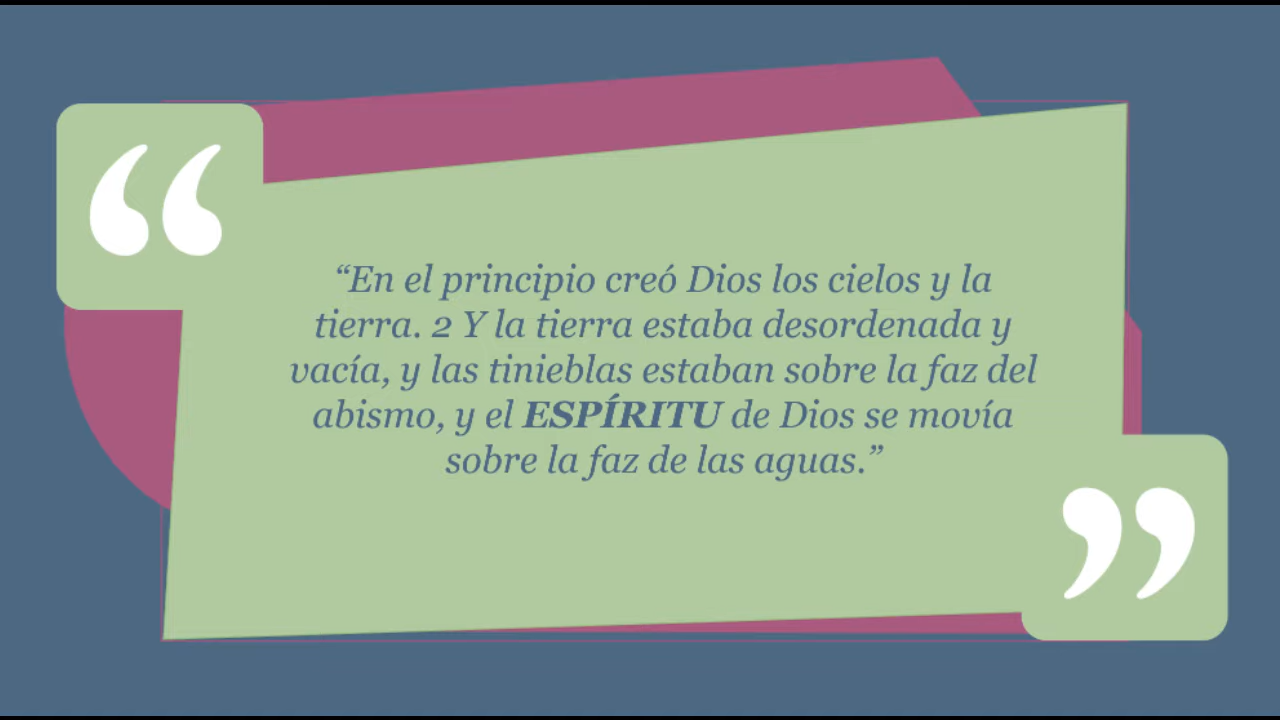 “En el principio creó Dios los cielos y la
tierra. 2 Y la tierra estaba desordenada y
vacía, y las tinieblas estaban sobre la faz del
abismo, y el ESPÍRITU de Dios se movía
sobre la faz de las aguas.”